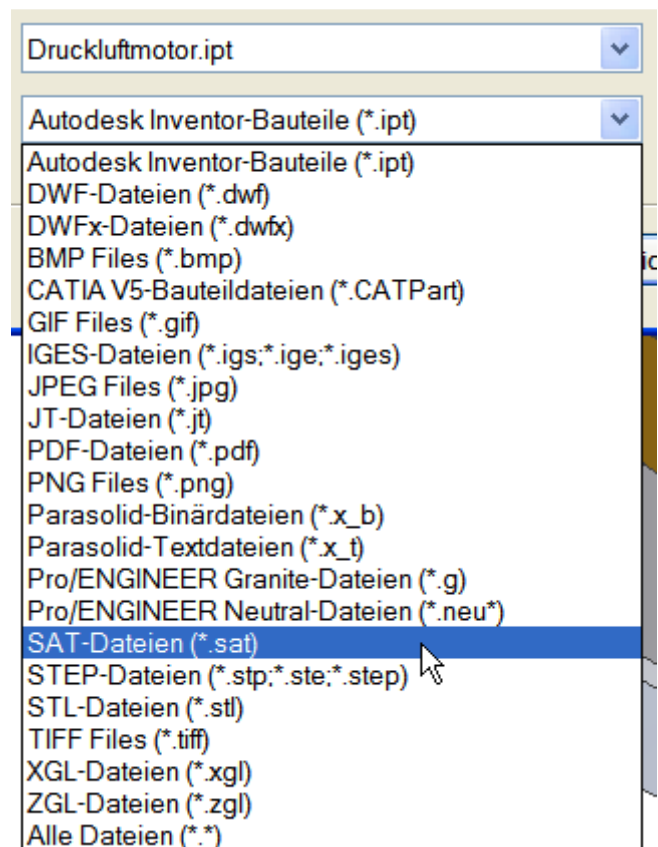 Druckluftmotor.ipt
Autodesk Inventor-Bauteile (*.ipt)
Autodesk Inventor-Bauteile (*.ipt)
DWF-Dateien (*.dwf)
DWFx-Dateien (*.dwfx)
BMP Files (*.bmp)
CATIA V5-Bauteildateien (*.CATPart)
GIF Files (*.gif)
IGES-Dateien (*.igs;*.ige;*.iges)
JPEG Files (*.jpg)
JT-Dateien (*.jt)
PDF-Dateien (*.pdf)
PNG Files (*.png)
Parasolid-Binärdateien (*.x_b)
Parasolid-Textdateien (*.x_t)
Pro/ENGINEER Granite-Dateien (*.g)
Pro/ENGINEER Neutral-Dateien (*.neu*)
SAT-Dateien (*.sat)
STEP-Dateien (*.stp;*.ste;*.step)
STL-Dateien (*.stl)
TIFF Files (*.tiff)
XGL-Dateien (*.xgl)
ZGL-Dateien (*.zgl)
Alle Dateien (*.*)